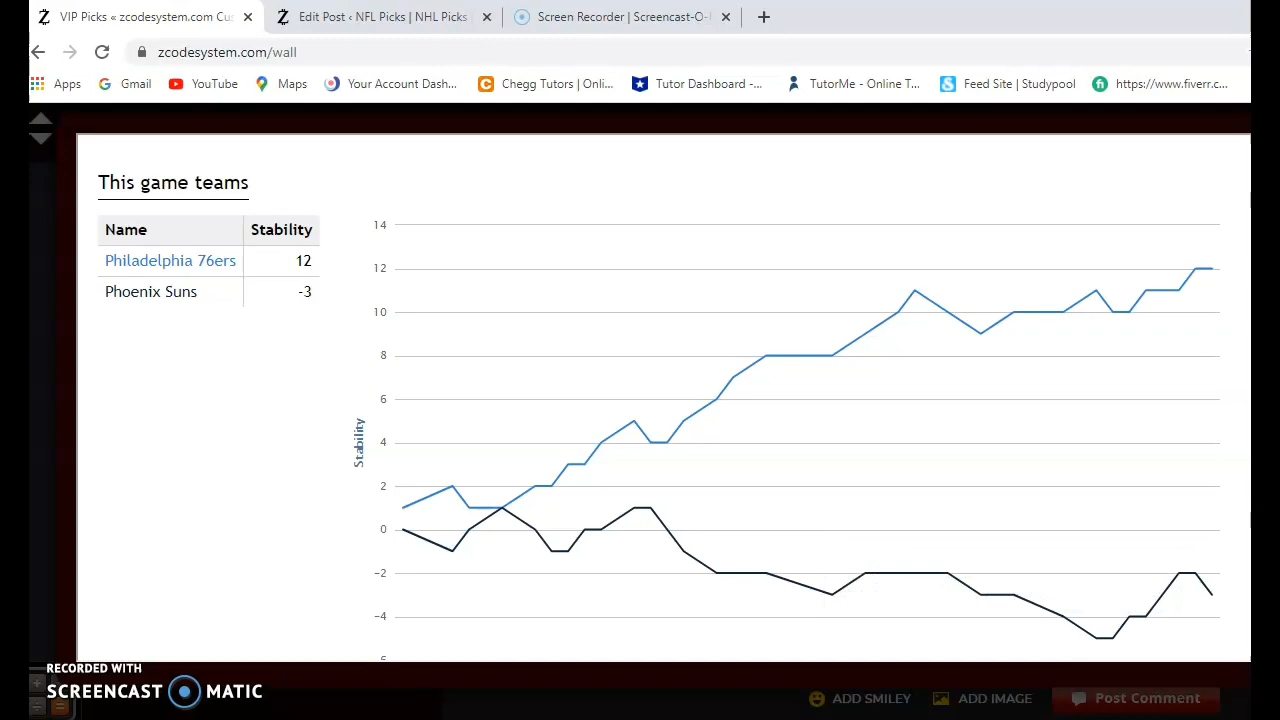 VIP Picks « zcodesystem.com Cu
Edit Post ‹ NFL Picks | NHL Picks
Screen Recorder | Screencast-O-
zcodesystem.com/wall
Apps
Gmail
YouTube
Maps
Your Account Dash...
Chegg Tutors | Onli...
Tutor Dashboard -...
TutorMe - Online T...
Feed Site | Studypool
https://www.fiverr.c...
This game teams
Name Stability
Philadelphia 76ers 12
Phoenix Suns -3
14
12
10
8
6
4
2
0
−2
−4
Stability
RECORDED WITH
SCREENCAST MATIC
ADD SMILEY
ADD IMAGE
Post Comment